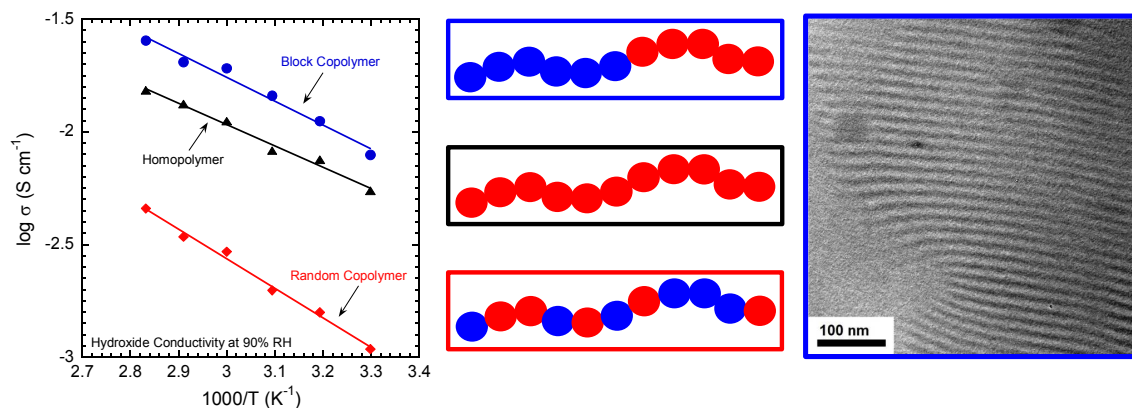 -1.5
-2
-2.5
-3
log σ (S cm⁻¹)
Block Copolymer
Homopolymer
Random Copolymer
Hydroxide Conductivity at 90% RH
2.7 2.8 2.9 3 3.1 3.2 3.3 3.4
1000/T (K⁻¹)
100 nm